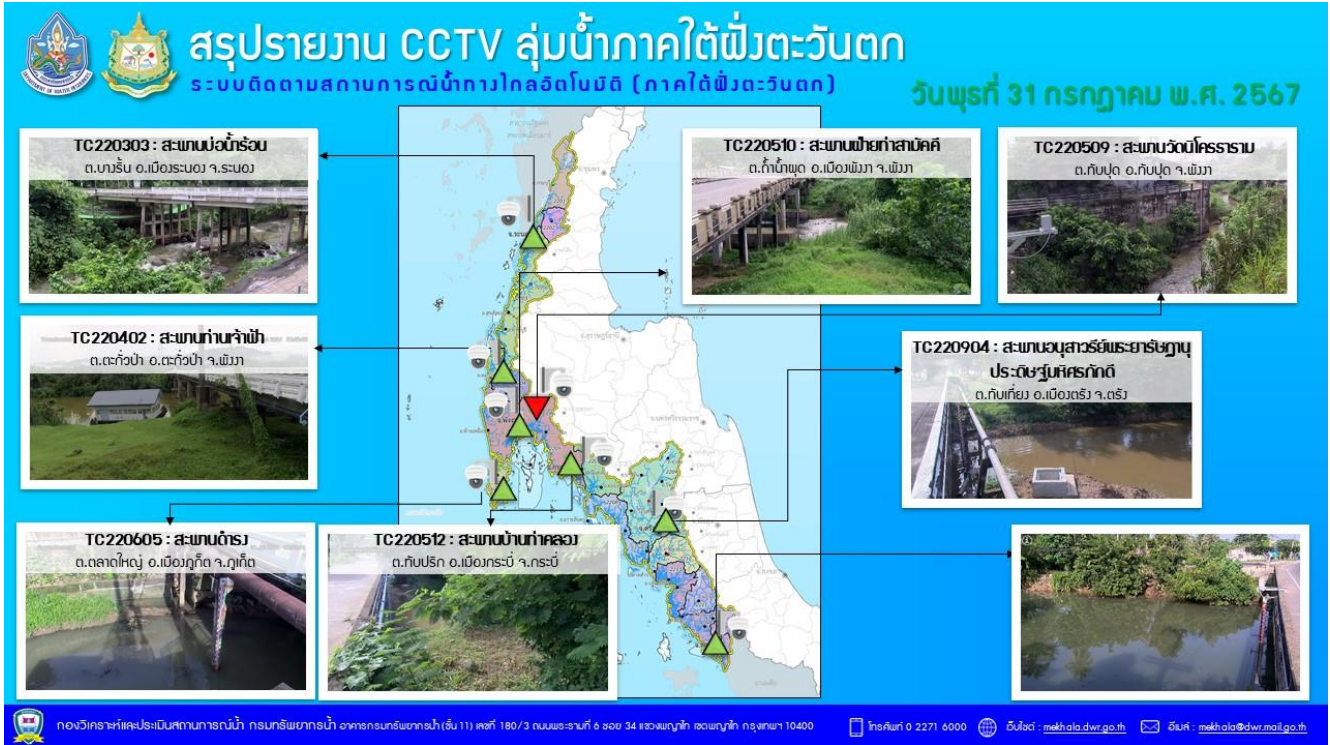 สรุปรายงาน CCTV ลุ่มน้ำภาคใต้ฝั่งตะวันตก
ระบบติดตามสถานการณ์น้ำทางไกลอัตโนมัติ (ภาคใต้ฝั่งตะวันตก)
วันพุธที่ 31 กรกฎาคม พ.ศ. 2567
TC220303 : สะพานบ่อน้ำร้อน
ต.บางริ้น อ.เมืองระนอง จ.ระนอง
TC220510 : สะพานฝ่ายท่าสามัคคี
ต.ถ้ำน้ำผุด อ.เมืองพังงา จ.พังงา
TC220509 : สะพานวัดนิโครธาราม
ต.ทับปุด อ.ทับปุด จ.พังงา
TC220402 : สะพานท่านเจ้าฟ้า
ต.ตะกั่วป่า อ.ตะกั่วป่า จ.พังงา
TC220904 : สะพานอนุสาวรีย์พระยารัษฎานุ
ประดิษฐ์มหิศรภักดี
ต.ทับเที่ยง อ.เมืองตรัง จ.ตรัง
TC220605 : สะพานดำรง
ต.ตลาดใหญ่ อ.เมืองภูเก็ต จ.ภูเก็ต
TC220512 : สะพานบ้านท่าคลอง
ต.ทับปริก อ.เมืองกระบี่ จ.กระบี่
กองวิเคราะห์และประเมินสถานการณ์น้ำ กรมทรัพยากรน้ำ อาคารกรมทรัพยากรน้ำ (ชั้น 11) เลขที่ 180/3 ถนนพระรามที่ 6 ซอย 34 แขวงพญาไท เขตพญาไท กรุงเทพฯ 10400
โทรศัพท์ 0 2271 6000
เว็บไซต์ : mekhala.dwr.go.th
อีเมล์ : mekhala@dwr.mail.go.th